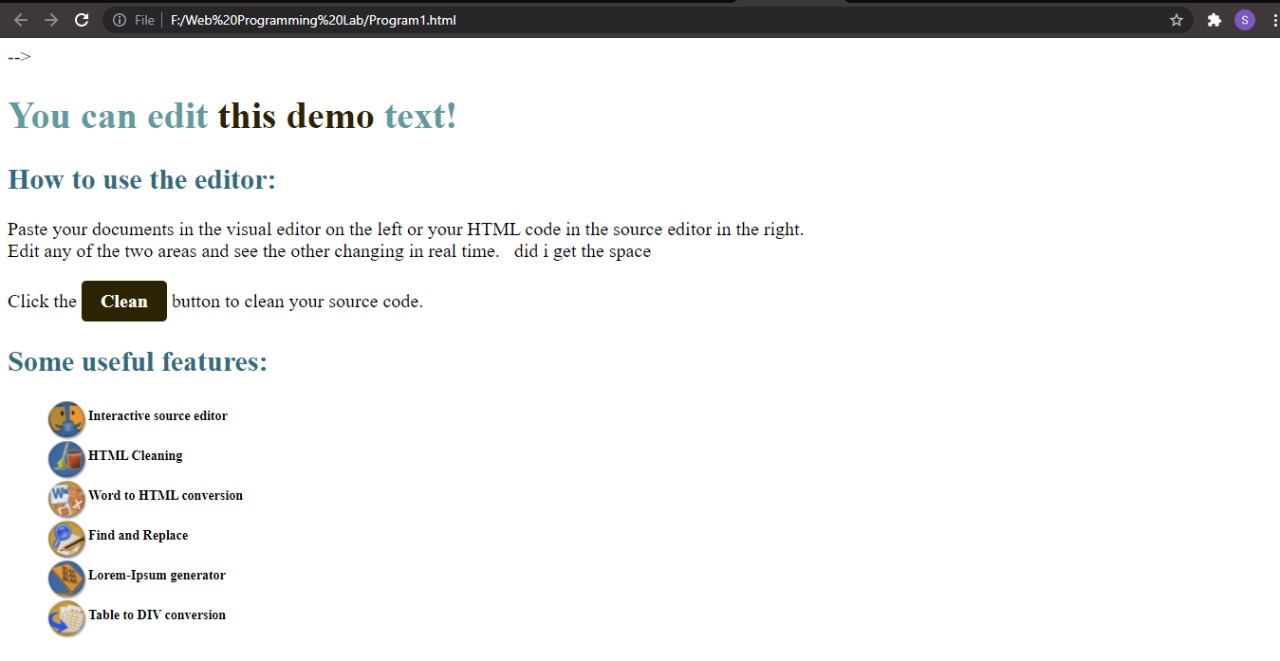 File F:/Web%20Programming%20Lab/Program1.html
S
-->
You can edit this demo text!
How to use the editor:
Paste your documents in the visual editor on the left or your HTML code in the source editor in the right.
Edit any of the two areas and see the other changing in real time. did i get the space
Click the Clean button to clean your source code.
Some useful features:
Interactive source editor
HTML Cleaning
Word to HTML conversion
Find and Replace
Lorem-Ipsum generator
Table to DIV conversion